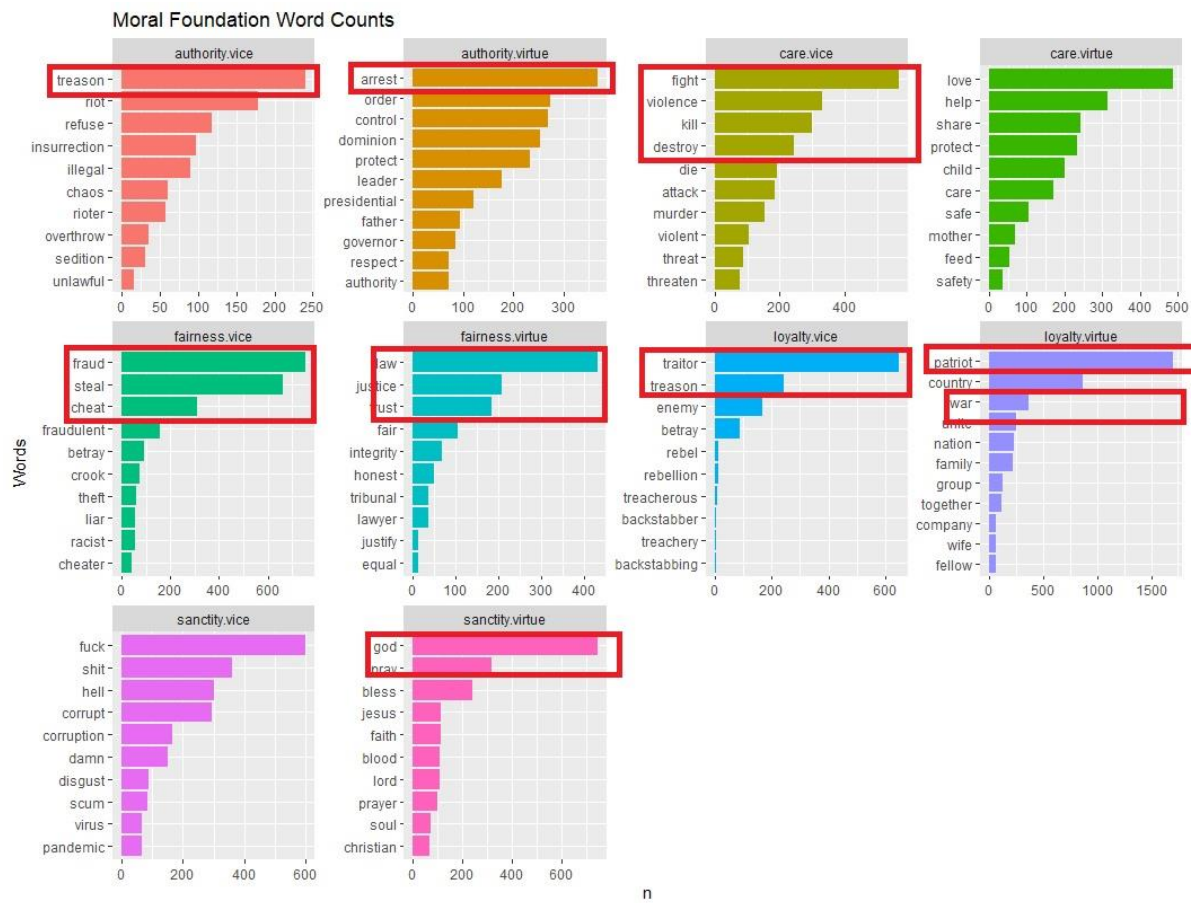 Moral Foundation Word Counts
authority.vice
treason
riot
refuse
insurrection
illegal
chaos
rioter
overthrow
sedition
unlawful
0 50 100 150 200 250
authority.virtue
arrest
order
control
dominion
protect
leader
presidential
father
governor
respect
authority
0 100 200 300
care.vice
fight
violence
kill
destroy
die
attack
murder
violent
threat
threaten
0 200 400
care.virtue
love
help
share
protect
child
care
safe
mother
feed
safety
0 100 200 300 400 500
fairness.vice
fraud
steal
cheat
fraudulent
betray
crook
theft
liar
racist
cheater
0 200 400 600
fairness.virtue
law
justice
trust
fair
integrity
honest
tribunal
lawyer
justify
equal
0 100 200 300 400
loyalty.vice
traitor
treason
enemy
betray
rebel
rebellion
treacherous
backstabber
treachery
backstabbing
0 200 400 600
loyalty.virtue
patriot
country
war
unite
nation
family
group
together
company
wife
fellow
0 500 1000 1500
Words
sanctity.vice
fuck
shit
hell
corrupt
corruption
damn
disgust
scum
virus
pandemic
0 200 400 600
sanctity.virtue
god
pray
bless
jesus
faith
blood
lord
prayer
soul
christian
0 200 400 600
n